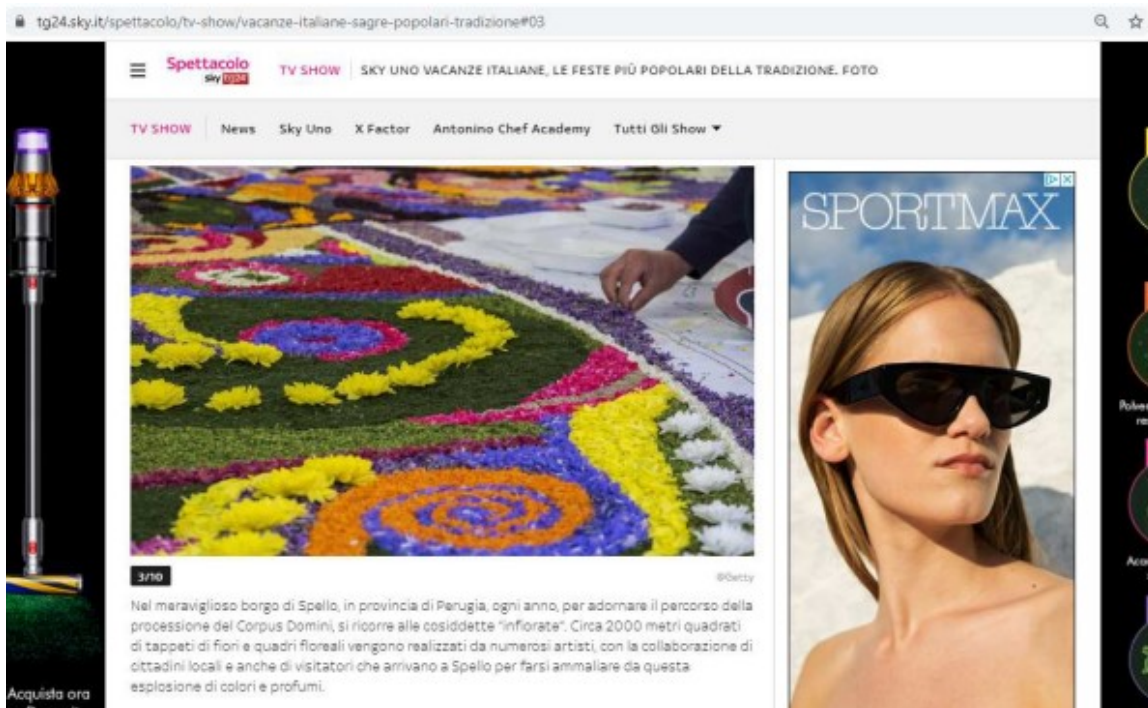 tg24.sky.it/spettacolo/tv-show/vacanze-italiane-sagre-popolari-tradizione#03
Spettacolo
sky tg24
TV SHOW
SKY UNO VACANZE ITALIANE, LE FESTE PIÙ POPOLARI DELLA TRADIZIONE. FOTO
TV SHOW News Sky Uno X Factor Antonino Chef Academy Tutti Gli Show
SPORTMAX
3/10
©Getty
Nel meraviglioso borgo di Spello, in provincia di Perugia, ogni anno, per adornare il percorso della
processione del Corpus Domini, si ricorre alle cosiddette "infiorate". Circa 2000 metri quadrati
di tappeti di fiori e quadri floreali vengono realizzati da numerosi artisti, con la collaborazione di
cittadini locali e anche di visitatori che arrivano a Spello per farsi ammaliare da questa
esplosione di colori e profumi.
Acquista ora